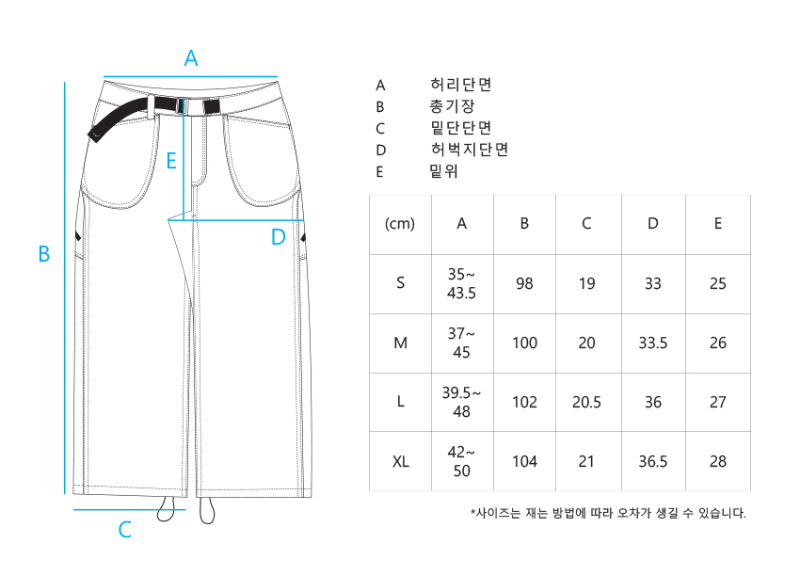 A
E
D
B
C
A 허리단면
B 총기장
C 밑단단면
D 허벅지단면
E 밑위
(cm) A B C D E
S 35~ 43.5 98 19 33 25
M 37~ 45 100 20 33.5 26
L 39.5~ 48 102 20.5 36 27
XL 42~ 50 104 21 36.5 28
*사이즈는 재는 방법에 따라 오차가 생길 수 있습니다.